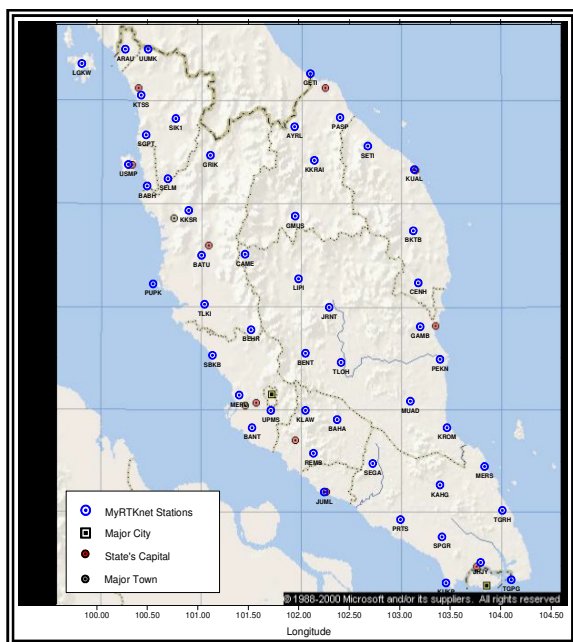 ARAU UUMK
LGKW
GETI
KTSS
SIK1
PASP
AYRL
SGPT
SETI
GRIK
KKRAI
USMP
KUAL
SELM
BABH
KKSR
GMUS
BKTB
BATU
CAME
LIPI
CENH
PUPK
TLKI
JRNT
BEHR
GAMB
SBKB
BENT
TLOH
PEKN
MERU
MUAD
UPMS
KLAW
BAHA
BANT
KROM
REMB
SEGA
MERS
JUML
KAHG
PRTS
TGRH
SPGR
JHJY
KUKP
TGPG
MyRTKnet Stations
Major City
State's Capital
Major Town
© 1988-2000 Microsoft and/or its suppliers. All rights reserved
100.00 100.50 101.00 101.50 102.00 102.50 103.00 103.50 104.00 104.50
Longitude